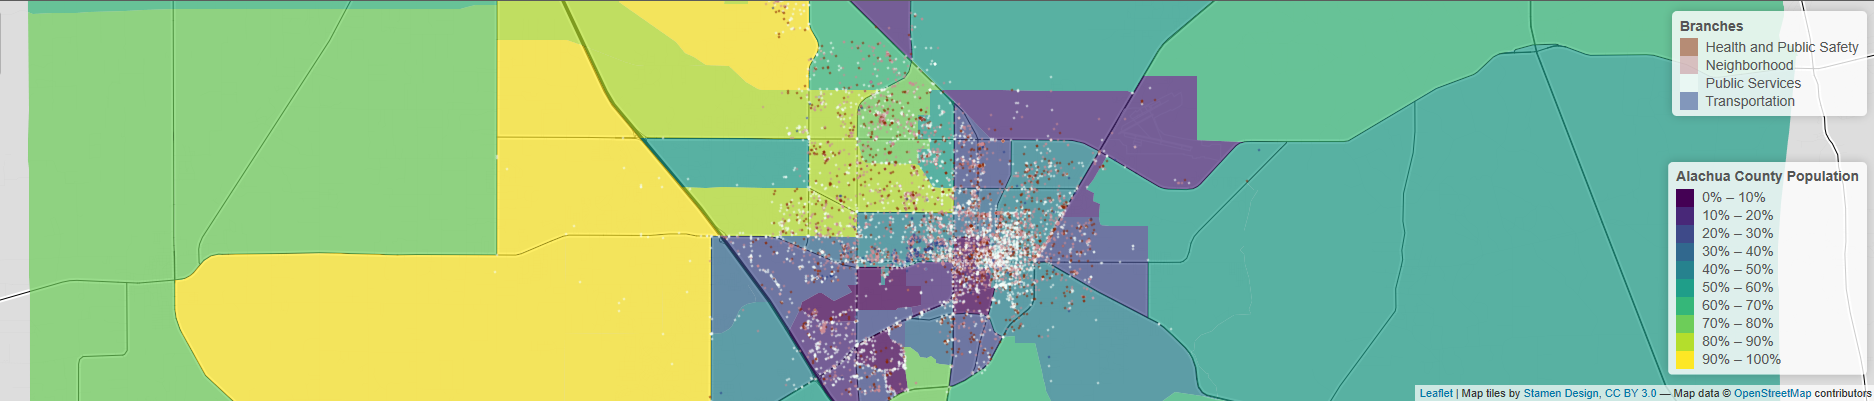 Branches
Health and Public Safety
Neighborhood
Public Services
Transportation
Alachua County Population
0% – 10%
10% – 20%
20% – 30%
30% – 40%
40% – 50%
50% – 60%
60% – 70%
70% – 80%
80% – 90%
90% – 100%
Leaflet | Map tiles by Stamen Design, CC BY 3.0 — Map data © OpenStreetMap contributors